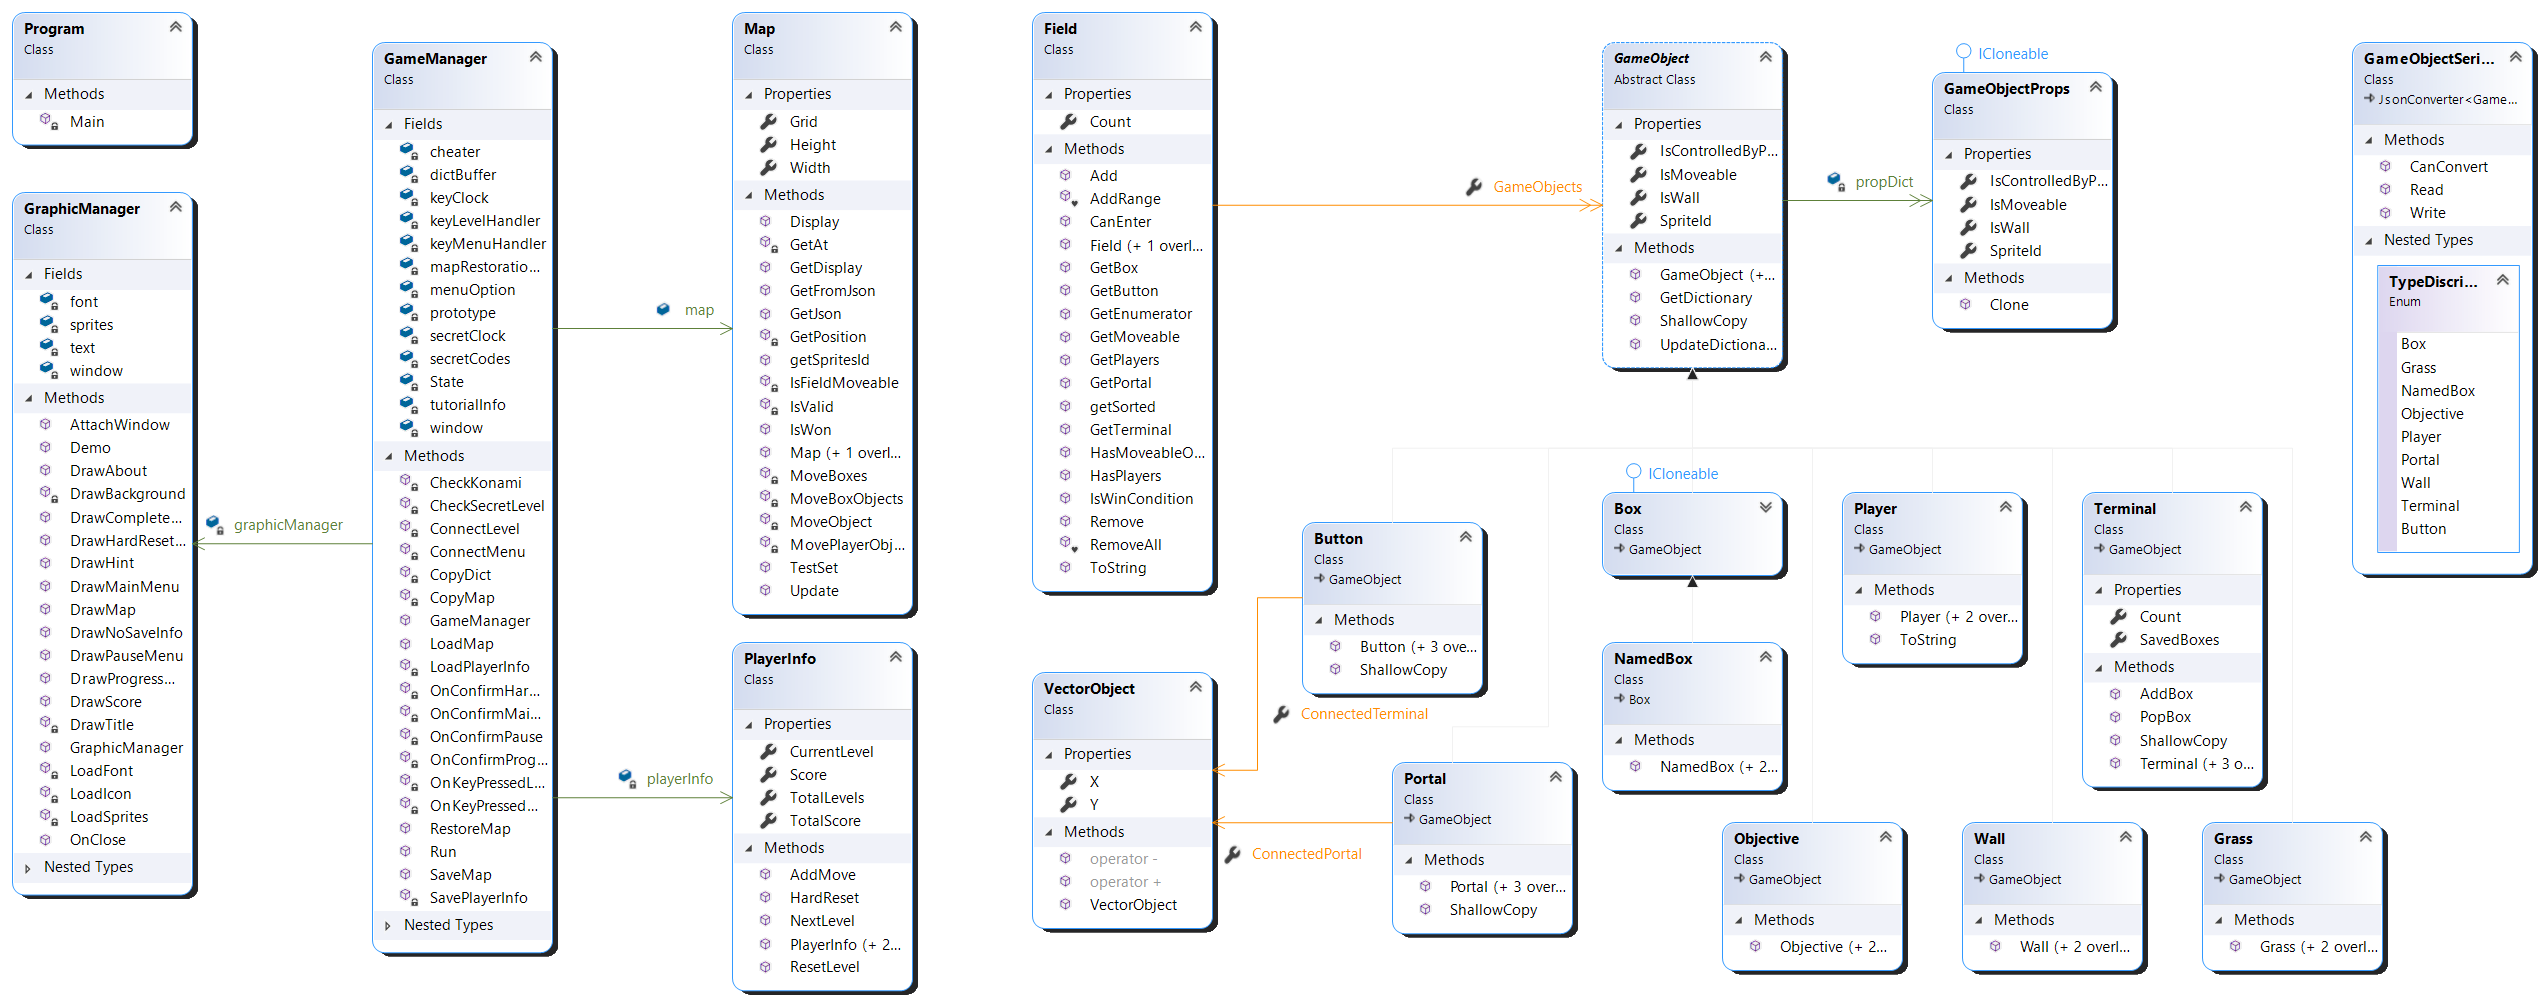 Program
Class
Methods
Main
GraphicManager
Class
Fields
font
sprites
text
window
Methods
AttachWindow
Demo
DrawAbout
DrawBackground
DrawComplete...
DrawHardReset...
DrawHint
DrawMainMenu
DrawMap
DrawNoSaveInfo
DrawPauseMenu
DrawProgress...
DrawScore
DrawTitle
GraphicManager
LoadFont
LoadIcon
LoadSprites
OnClose
Nested Types
graphicManager
GameManager
Class
Fields
cheater
dictBuffer
keyClock
keyLevelHandler
keyMenuHandler
mapRestoratio...
menuOption
prototype
secretClock
secretCodes
State
tutorialInfo
window
Methods
CheckKonami
CheckSecretLevel
ConnectLevel
ConnectMenu
CopyDict
CopyMap
GameManager
LoadMap
LoadPlayerInfo
OnConfirmHar...
OnConfirmMai...
OnConfirmPause
OnConfirmProg...
OnKeyPressedL...
OnKeyPressed...
RestoreMap
Run
SaveMap
SavePlayerInfo
Nested Types
map
playerInfo
Map
Class
Properties
Grid
Height
Width
Methods
Display
GetAt
GetDisplay
GetFromJson
GetJson
GetPosition
getSpritesId
IsFieldMoveable
IsValid
IsWon
Map (+ 1 overl...
MoveBoxes
MoveBoxObjects
MoveObject
MovePlayerObj...
TestSet
Update
PlayerInfo
Class
Properties
CurrentLevel
Score
TotalLevels
TotalScore
Methods
AddMove
HardReset
NextLevel
PlayerInfo (+ 2...
ResetLevel
Field
Class
Properties
Count
Methods
Add
AddRange
CanEnter
Field (+ 1 overl...
GetBox
GetButton
GetEnumerator
GetMoveable
GetPlayers
GetPortal
getSorted
GetTerminal
HasMoveableO...
HasPlayers
IsWinCondition
Remove
RemoveAll
ToString
GameObjects
VectorObject
Class
Properties
X
Y
Methods
operator -
operator +
VectorObject
ConnectedTerminal
ConnectedPortal
Button
Class
GameObject
Methods
Button (+ 3 ove...
ShallowCopy
Portal
Class
GameObject
Methods
Portal (+ 3 over...
ShallowCopy
GameObject
Abstract Class
Properties
IsControlledByP...
IsMoveable
IsWall
SpriteId
Methods
GameObject (+...
GetDictionary
ShallowCopy
UpdateDictiona...
propDict
ICloneable
GameObjectProps
Class
Properties
IsControlledByP...
IsMoveable
IsWall
SpriteId
Methods
Clone
ICloneable
Box
Class
GameObject
NamedBox
Class
Box
Methods
NamedBox (+ 2...
Player
Class
GameObject
Methods
Player (+ 2 over...
ToString
Terminal
Class
GameObject
Properties
Count
SavedBoxes
Methods
AddBox
PopBox
ShallowCopy
Terminal (+ 3 o...
Objective
Class
GameObject
Methods
Objective (+ 2...
Wall
Class
GameObject
Methods
Wall (+ 2 overl...
Grass
Class
GameObject
Methods
Grass (+ 2 overl...
GameObjectSeri...
Class
JsonConverter<Game...
Methods
CanConvert
Read
Write
Nested Types
TypeDiscri...
Enum
Box
Grass
NamedBox
Objective
Player
Portal
Wall
Terminal
Button